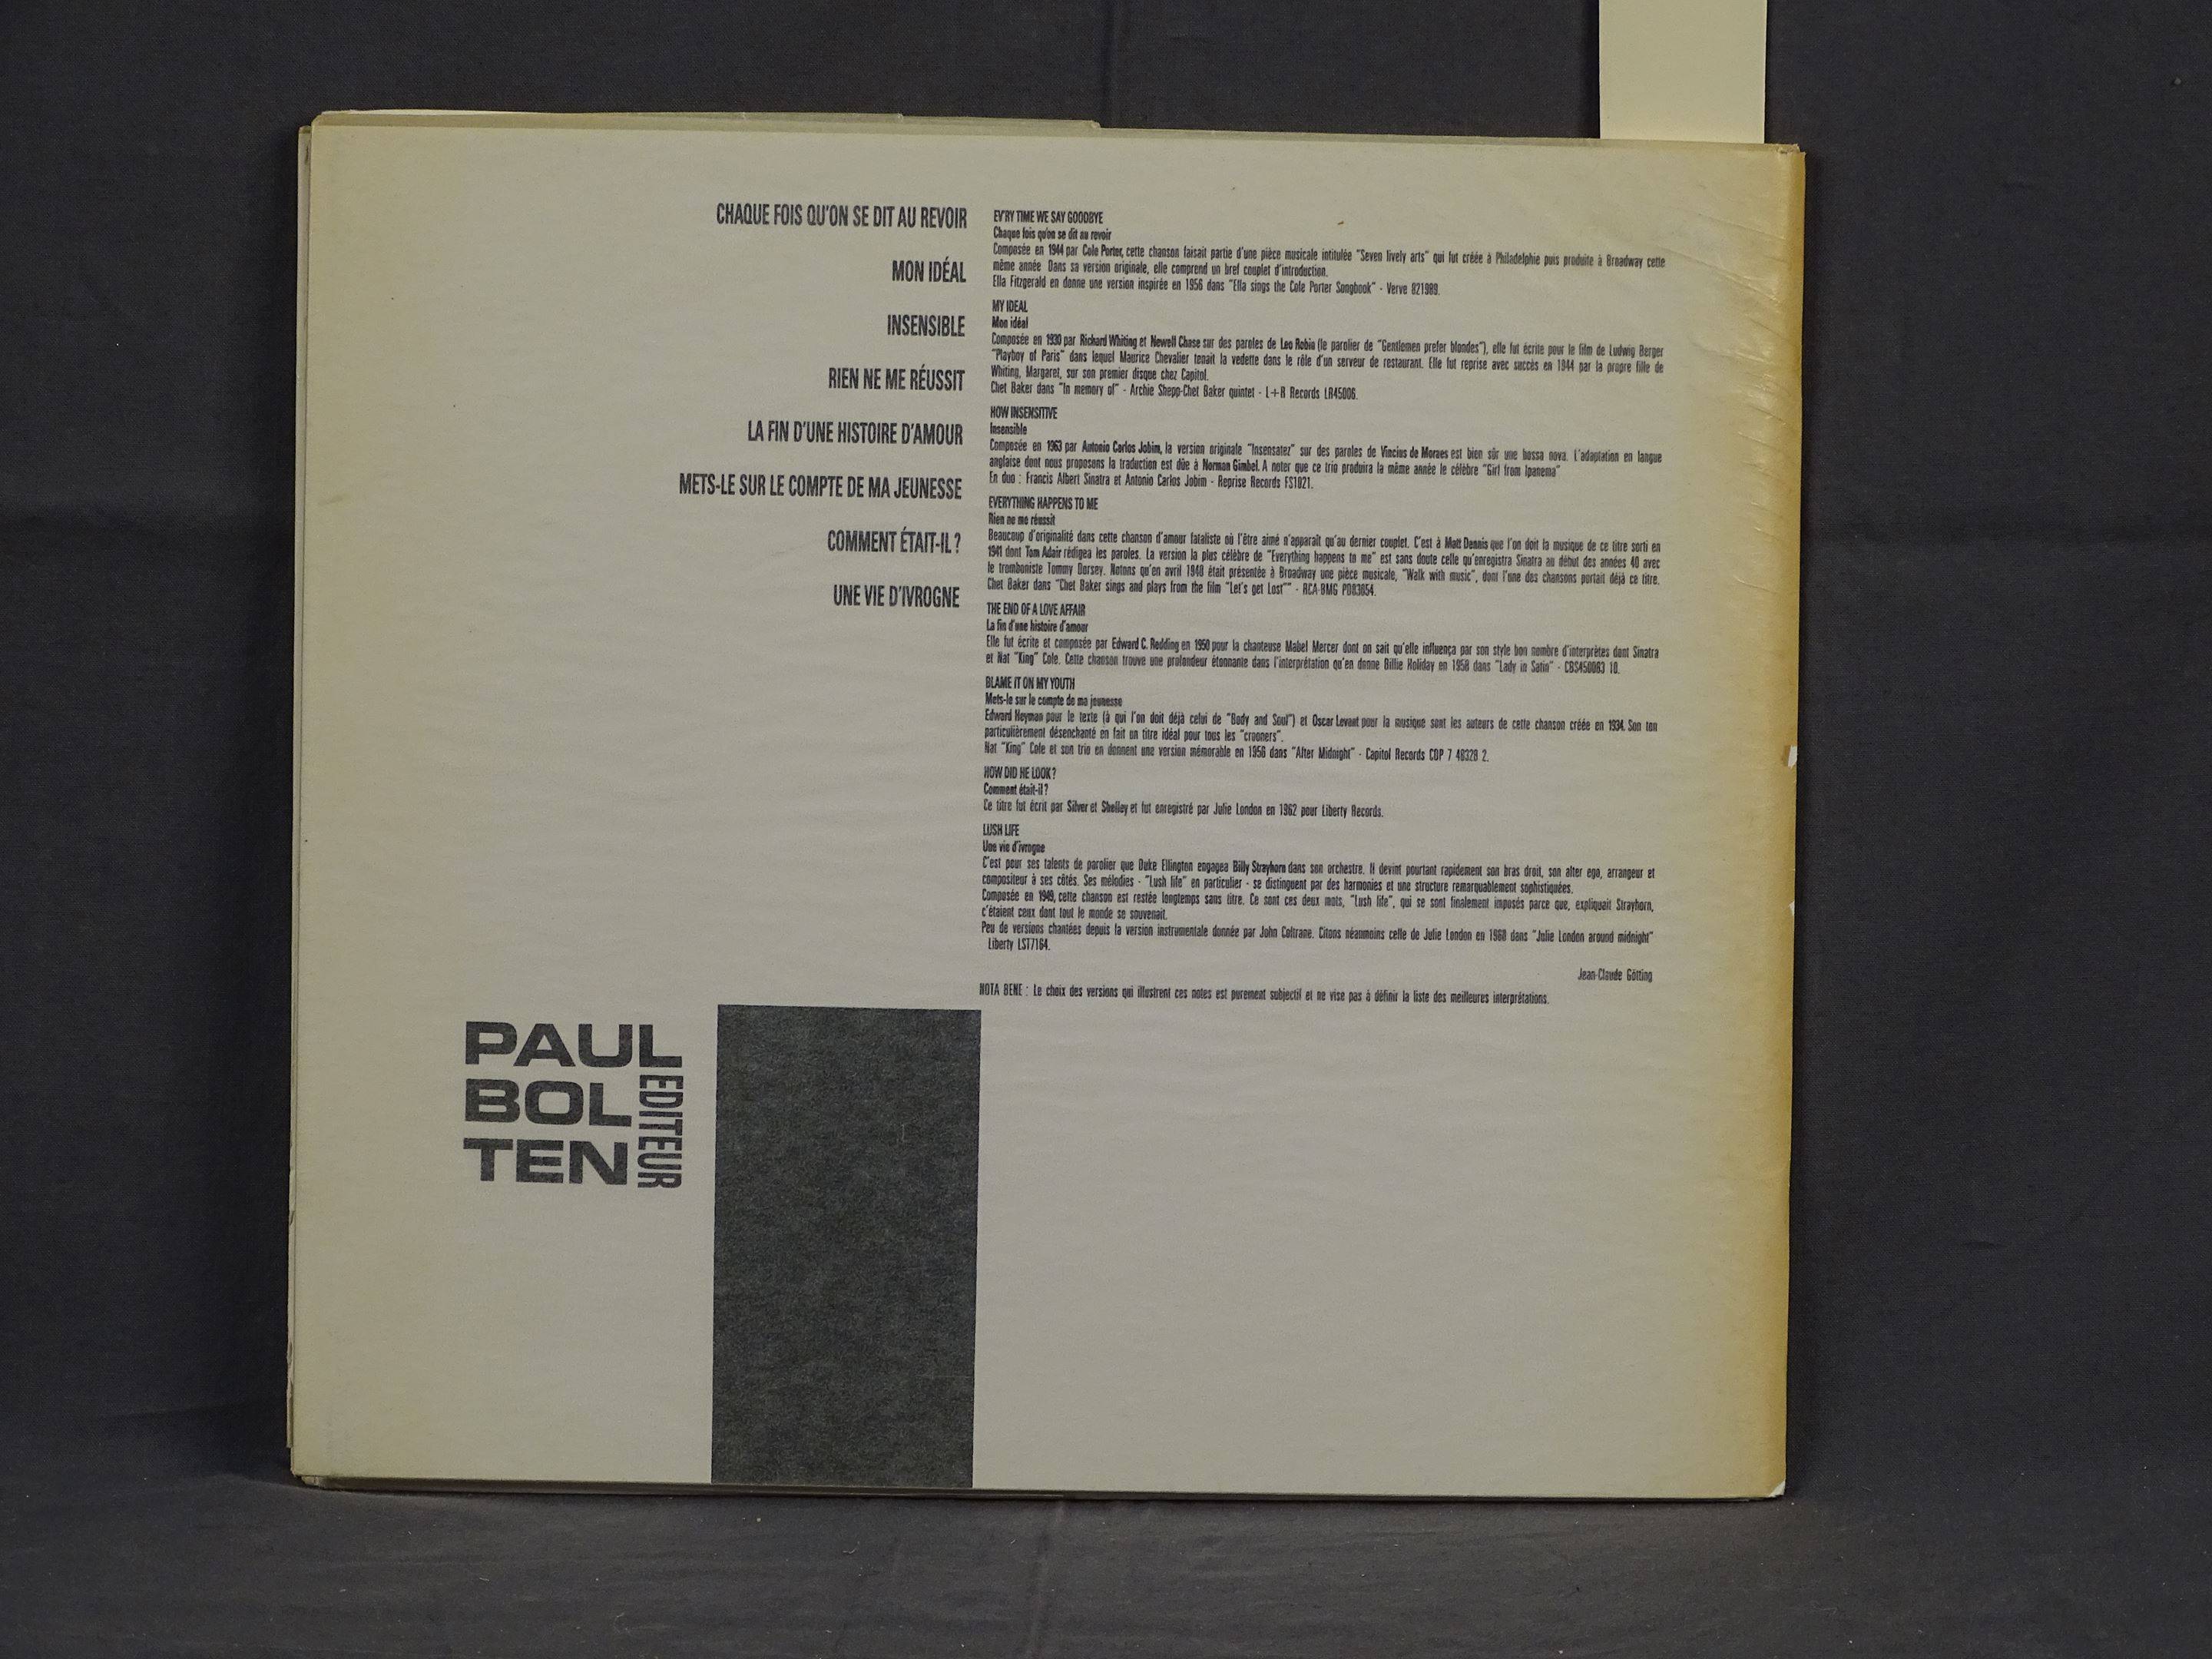 CHAQUE FOIS QU'ON SE DIT AU REVOIR
MON IDÉAL
INSENSIBLE
RIEN NE ME RÉUSSIT
LA FIN D'UNE HISTOIRE D'AMOUR
METS-LE SUR LE COMPTE DE MA JEUNESSE
COMMENT ÉTAIT-IL ?
UNE VIE D'IVROGNE
EV'RY TIME WE SAY GOODBYE
Chaque fois qu'on se dit au revoir
Composée en 1944 par Cole Porter, cette chanson faisait partie d'une pièce musicale intitulée "Seven lively arts" qui fut créée à Philadelphie puis produite à Broadway cette
même année Dans sa version originale, elle comprend un bref couplet d'introduction.
Ella Fitzgerald en donne une version inspirée en 1956 dans "Ella sings the Cole Porter Songbook" - Verve 821989.
MY IDEAL
Mon idéal
Composée en 1930 par Richard Whiting et Newell Chase sur des paroles de Leo Robin (le parolier de "Gentlemen prefer blondes"), elle fut écrite pour le film de Ludwig Berger
"Playboy of Paris" dans lequel Maurice Chevalier tenait la vedette dans le rôle d'un serveur de restaurant. Elle fut reprise avec succès en 1944 par la propre fille de
Whiting, Margaret, sur son premier disque chez Capitol.
Chet Baker dans "In memory of" - Archie Shepp-Chet Baker quintet - L+R Records LR45006.
HOW INSENSITIVE
Insensible
Composée en 1963 par Antonio Carlos Jobim, la version originale "Insensatez" sur des paroles de Vincius de Moraes est bien sûr une bossa nova. L'adaptation en langue
anglaise dont nous proposons la traduction est dûe à Norman Gimbel. A noter que ce trio produira la même année le célèbre "Girl from Ipanema"
En duo : Francis Albert Sinatra et Antonio Carlos Jobim - Reprise Records FS1021.
EVERYTHING HAPPENS TO ME
Rien ne me réussit
Beaucoup d'originalité dans cette chanson d'amour fataliste où l'être aimé n'apparaît qu'au dernier couplet. C'est à Matt Dennis que l'on doit la musique de ce titre sorti en
1941 dont Tom Adair rédigea les paroles. La version la plus célèbre de "Everything happens to me" est sans doute celle qu'enregistra Sinatra au début des années 40 avec
le tromboniste Tommy Dorsey. Notons qu'en avril 1940 était présentée à Broadway une pièce musicale, "Walk with music", dont l'une des chansons portait déjà ce titre.
Chet Baker dans "Chet Baker sings and plays from the film "Let's get Lost"" - RCA-BMG PD83054.
THE END OF A LOVE AFFAIR
La fin d'une histoire d'amour
Elle fut écrite et composée par Edward C. Redding en 1950 pour la chanteuse Mabel Mercer dont on sait qu'elle influença par son style bon nombre d'interprètes dont Sinatra
et Nat "King" Cole. Cette chanson trouve une profondeur étonnante dans l'interprétation qu'en donne Billie Holiday en 1958 dans "Lady in Satin" - CBS450883 10.
BLAME IT ON MY YOUTH
Mets-le sur le compte de ma jeunesse
Edward Heyman pour le texte (à qui l'on doit déjà celui de "Body and Soul") et Oscar Levant pour la musique sont les auteurs de cette chanson créée en 1934. Son ton
particulièrement désenchanté en fait un titre idéal pour tous les "crooners".
Nat "King" Cole et son trio en donnent une version mémorable en 1956 dans "After Midnight" - Capitol Records CDP 7 48328 2.
HOW DID HE LOOK?
Comment était-il ?
Ce titre fut écrit par Silver et Shelley et fut enregistré par Julie London en 1962 pour Liberty Records.
LUSH LIFE
Une vie d'ivrogne
C'est pour ses talents de parolier que Duke Ellington engagea Billy Strayhorn dans son orchestre. Il devint pourtant rapidement son bras droit, son alter ego, arrangeur et
compositeur à ses côtés. Ses mélodies - "Lush life" en particulier - se distinguent par des harmonies et une structure remarquablement sophistiquées.
Composée en 1949, cette chanson est restée longtemps sans titre. Ce sont ces deux mots, "Lush life", qui se sont finalement imposés parce que, expliquait Strayhorn,
c'étaient ceux dont tout le monde se souvenait.
Peu de versions chantées depuis la version instrumentale donnée par John Coltrane. Citons néanmoins celle de Julie London en 1960 dans "Julie London around midnight"
Liberty LST7164.
Jean-Claude Götting
NOTA BENE : Le choix des versions qui illustrent ces notes est purement subjectif et ne vise pas à définir la liste des meilleures interprétations.
PAUL
BOL
TEN
EDITEUR